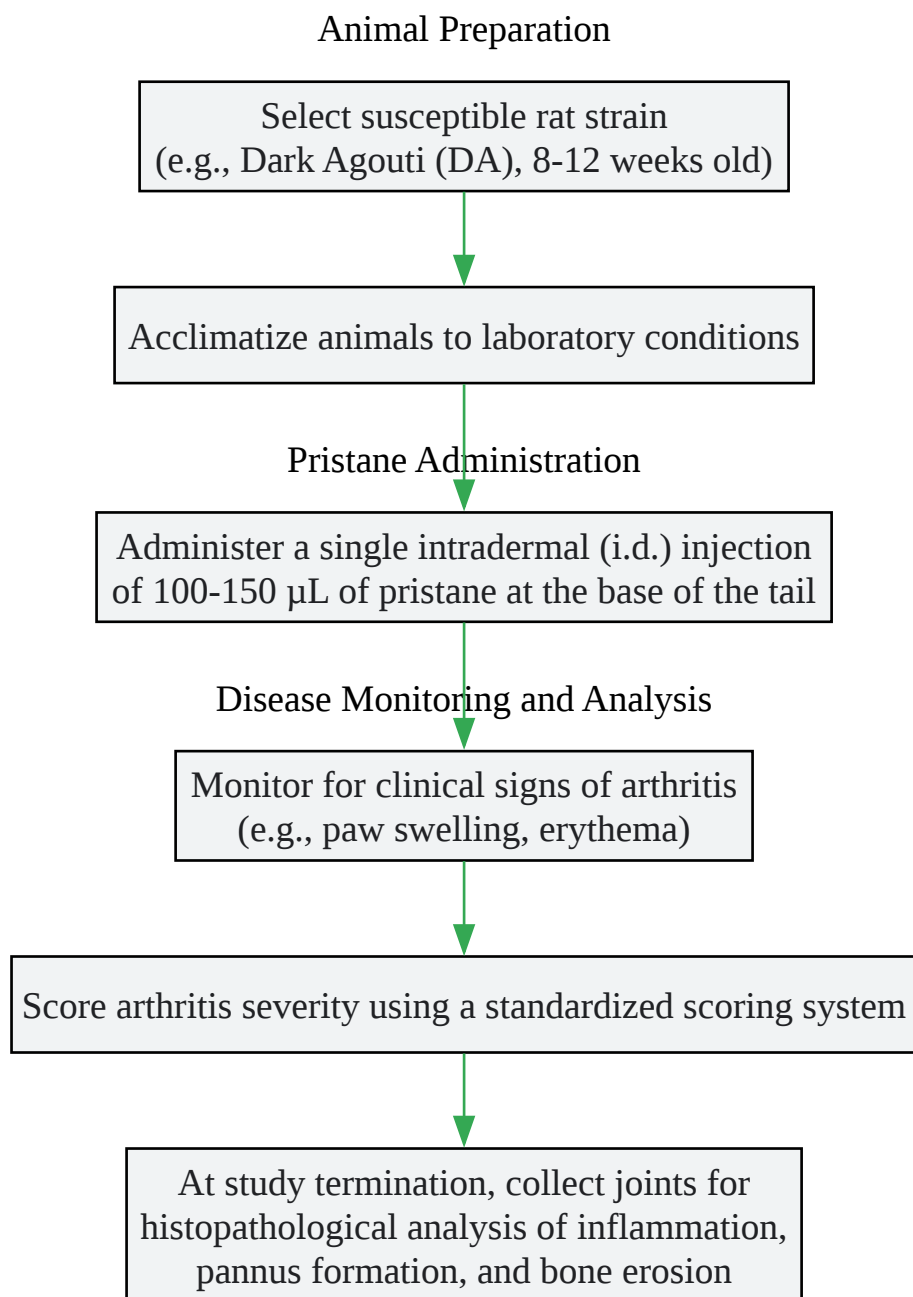 Animal Preparation
Select susceptible rat strain
(e.g., Dark Agouti (DA), 8-12 weeks old)
Acclimatize animals to laboratory conditions
Pristane Administration
Administer a single intradermal (i.d.) injection
of 100-150 µL of pristane at the base of the tail
Disease Monitoring and Analysis
Monitor for clinical signs of arthritis
(e.g., paw swelling, erythema)
Score arthritis severity using a standardized scoring system
At study termination, collect joints for
histopathological analysis of inflammation,
pannus formation, and bone erosion